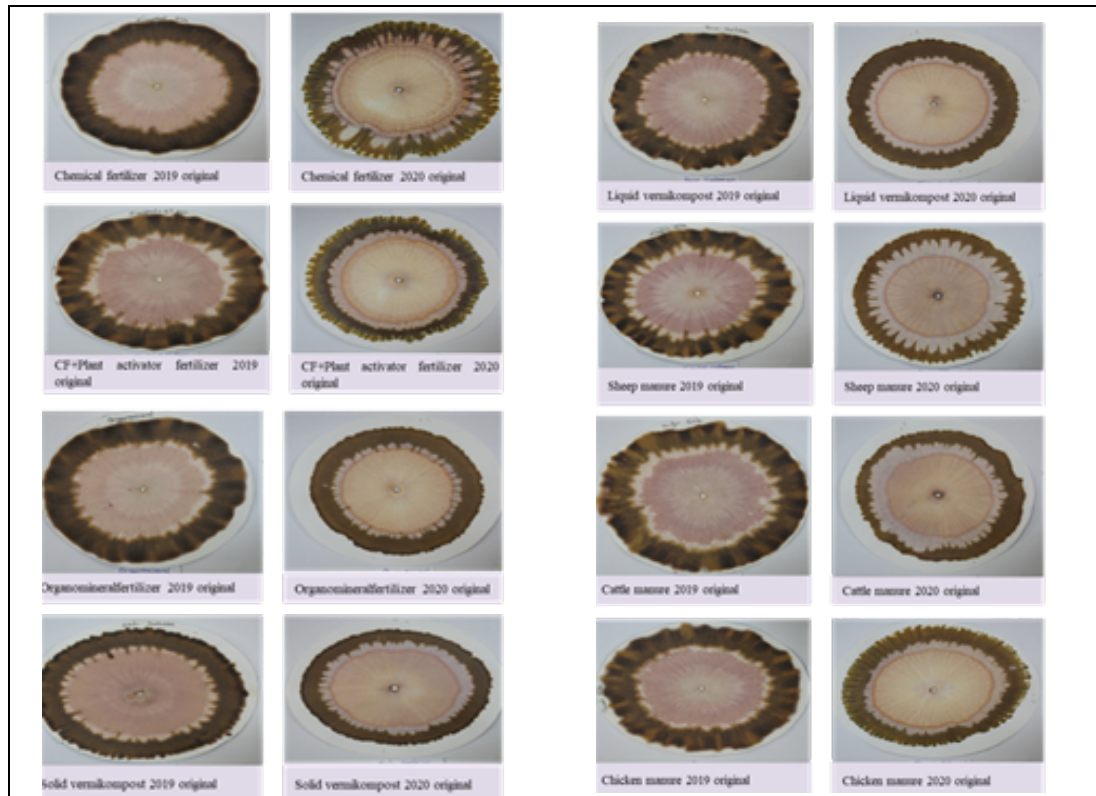 Chemical fertilizer 2019 original
Chemical fertilizer 2020 original
Liquid vermikompost 2019 original
Liquid vermikompost 2020 original
CF+Plant activator fertilizer 2019
original
CF+Plant activator fertilizer 2020
original
Sheep manure 2019 original
Sheep manure 2020 original
Organomineralfertilizer 2019 original
Organomineralfertilizer 2020 original
Cattle manure 2019 original
Cattle manure 2020 original
Solid vermikompost 2019 original
Solid vermikompost 2020 original
Chicken manure 2019 original
Chicken manure 2020 original